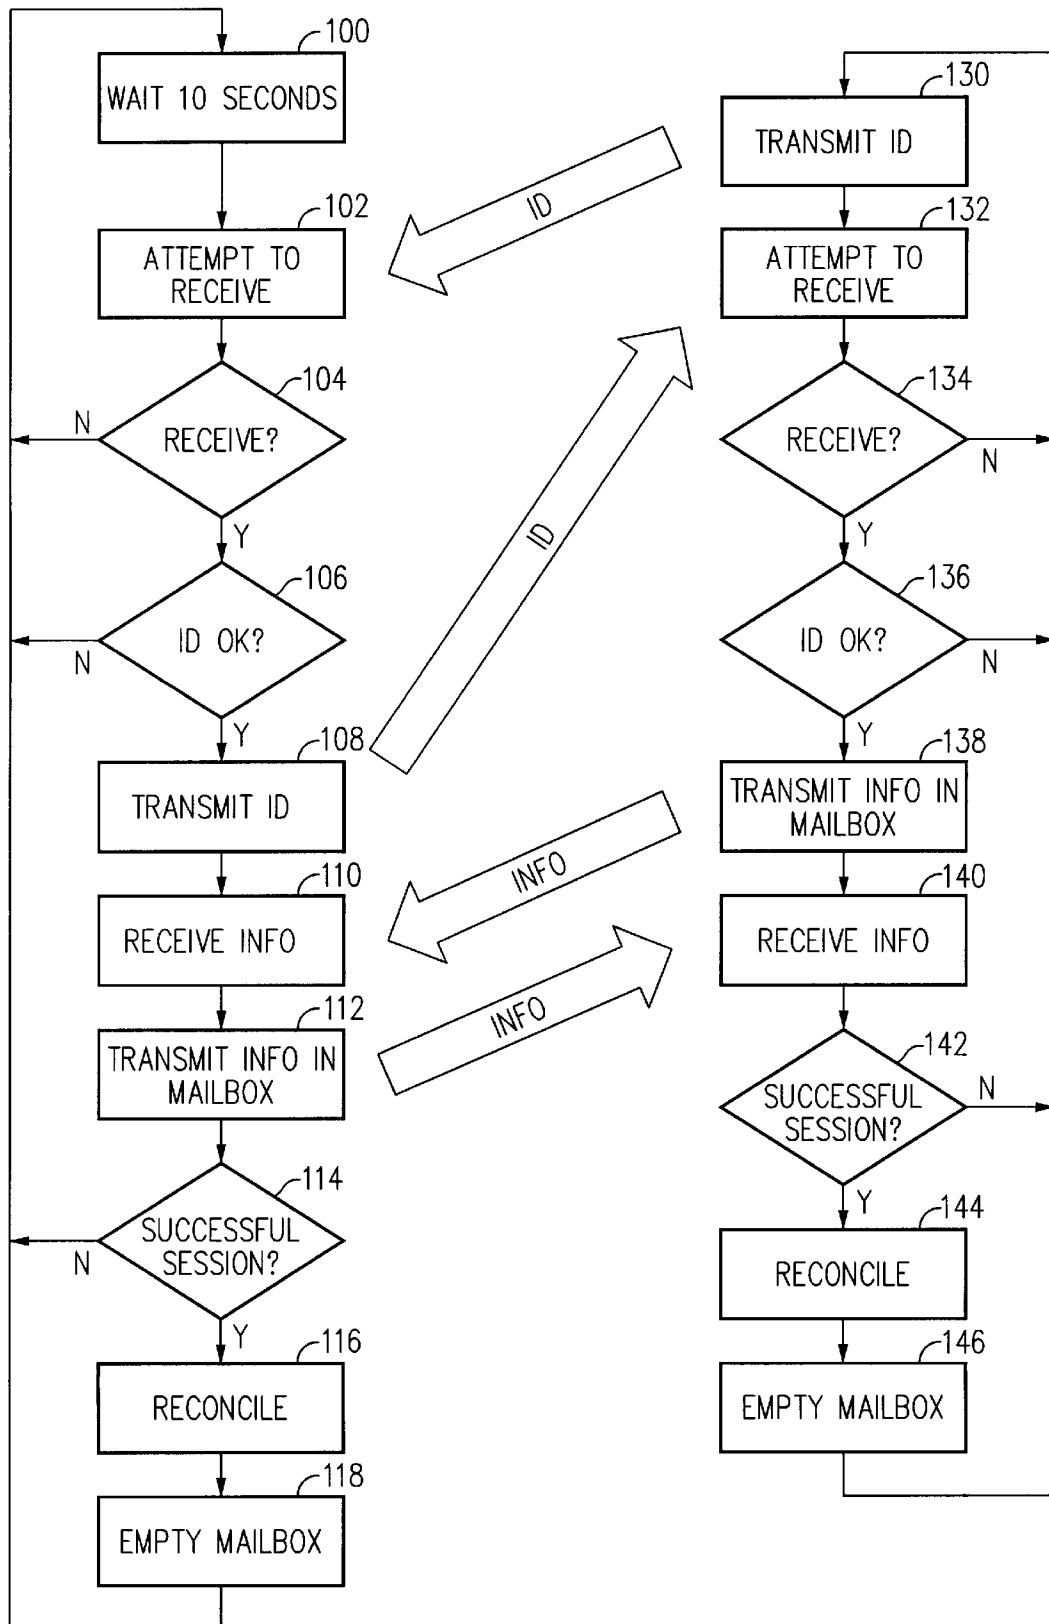 100
WAIT 10 SECONDS
102
ATTEMPT TO
RECEIVE
104
N
RECEIVE?
Y
106
N
ID OK?
Y
108
TRANSMIT ID
110
RECEIVE INFO
112
TRANSMIT INFO IN
MAILBOX
114
N
SUCCESSFUL
SESSION?
Y
116
RECONCILE
118
EMPTY MAILBOX
ID
ID
INFO
INFO
130
TRANSMIT ID
132
ATTEMPT TO
RECEIVE
134
RECEIVE?
N
Y
136
ID OK?
N
Y
138
TRANSMIT INFO IN
MAILBOX
140
RECEIVE INFO
142
SUCCESSFUL
SESSION?
N
Y
144
RECONCILE
146
EMPTY MAILBOX